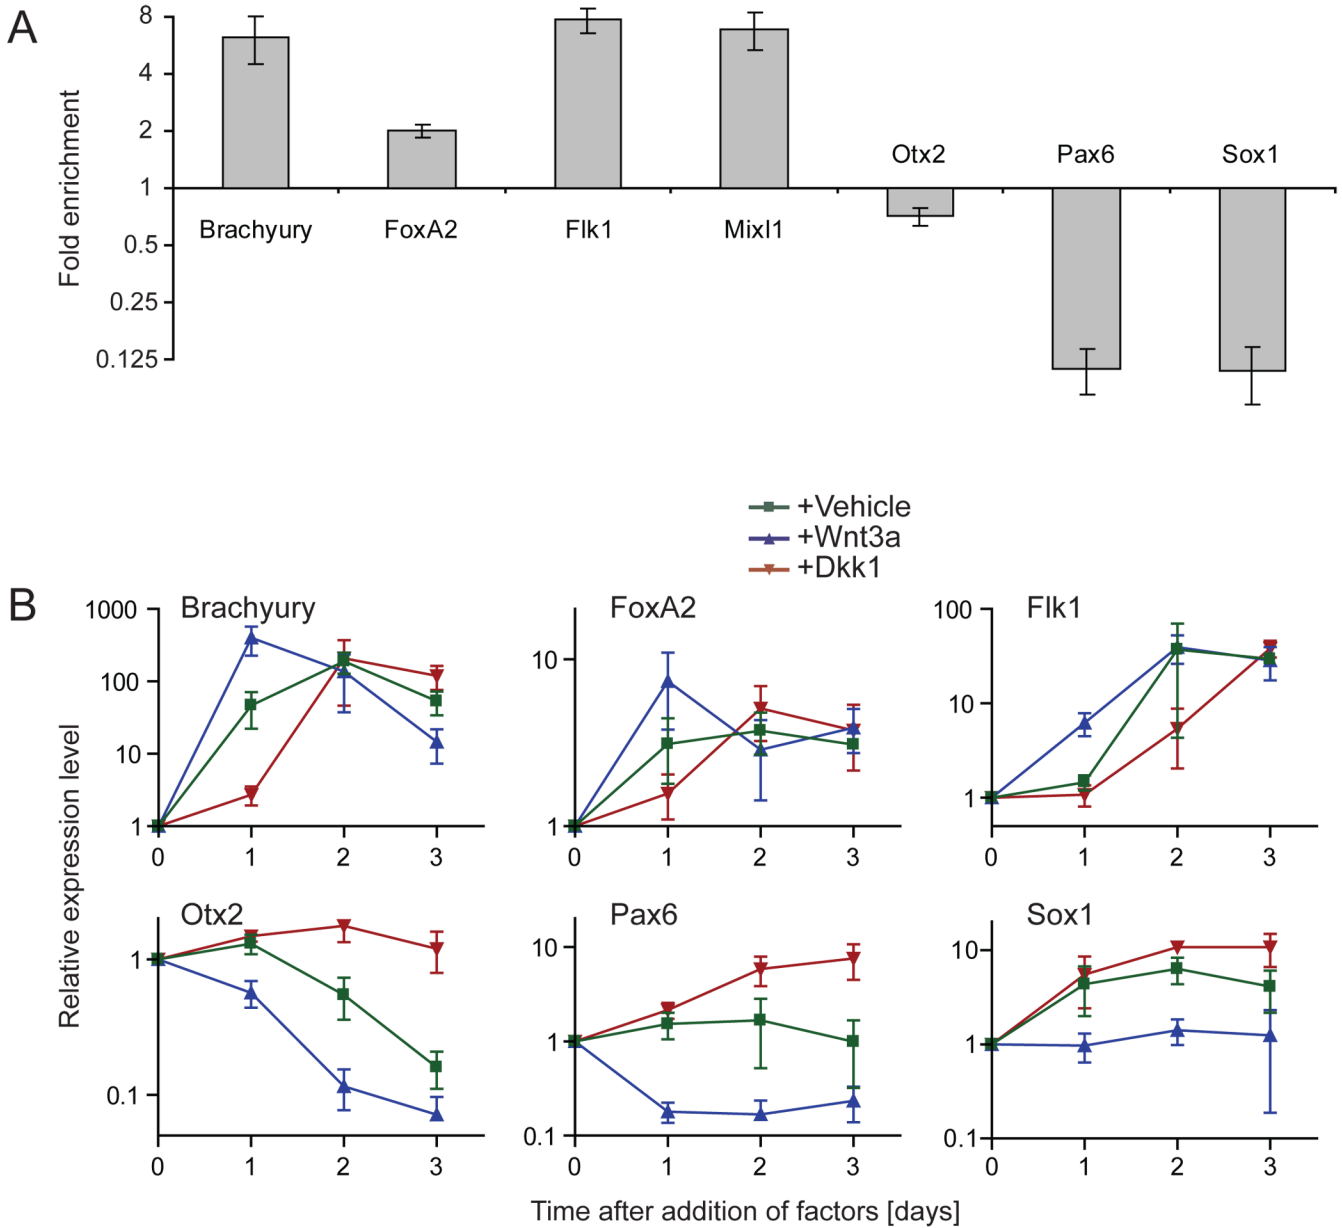 A
Fold enrichment
8
4
2
1
0.5
0.25
0.125
Otx2 Pax6 Sox1
Brachyury FoxA2 Flk1 Mixl1
+Vehicle
+Wnt3a
+Dkk1
B
Relative expression level
Brachyury
1000
100
10
1
0 1 2 3
FoxA2
10
1
0 1 2 3
Flk1
100
10
1
0 1 2 3
Otx2
1
0.1
0 1 2 3
Pax6
10
1
0.1
0 1 2 3
Sox1
10
1
0.1
0 1 2 3
Time after addition of factors [days]